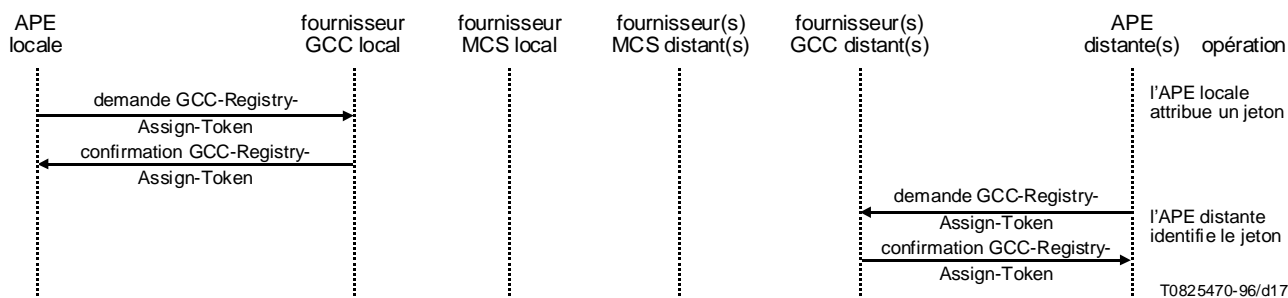 APE
locale
fournisseur
GCC local
fournisseur
MCS local
fournisseur(s)
MCS distant(s)
fournisseur(s)
GCC distant(s)
APE
distante(s)
opération
demande GCC-Registry-
Assign-Token
l'APE locale
attribue un jeton
confirmation GCC-Registry-
Assign-Token
demande GCC-Registry-
Assign-Token
l'APE distante
identifie le jeton
confirmation GCC-Registry-
Assign-Token
T0825470-96/d17